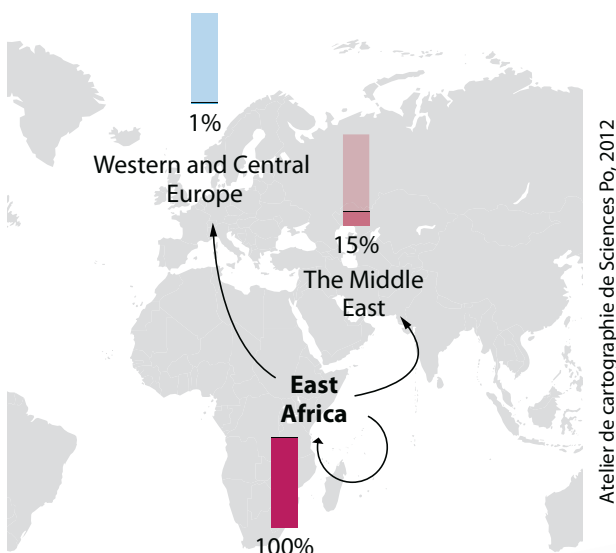 1%
Western and Central
Europe
15%
The Middle
East
East
Africa
100%
Atelier de cartographie de Sciences Po, 2012